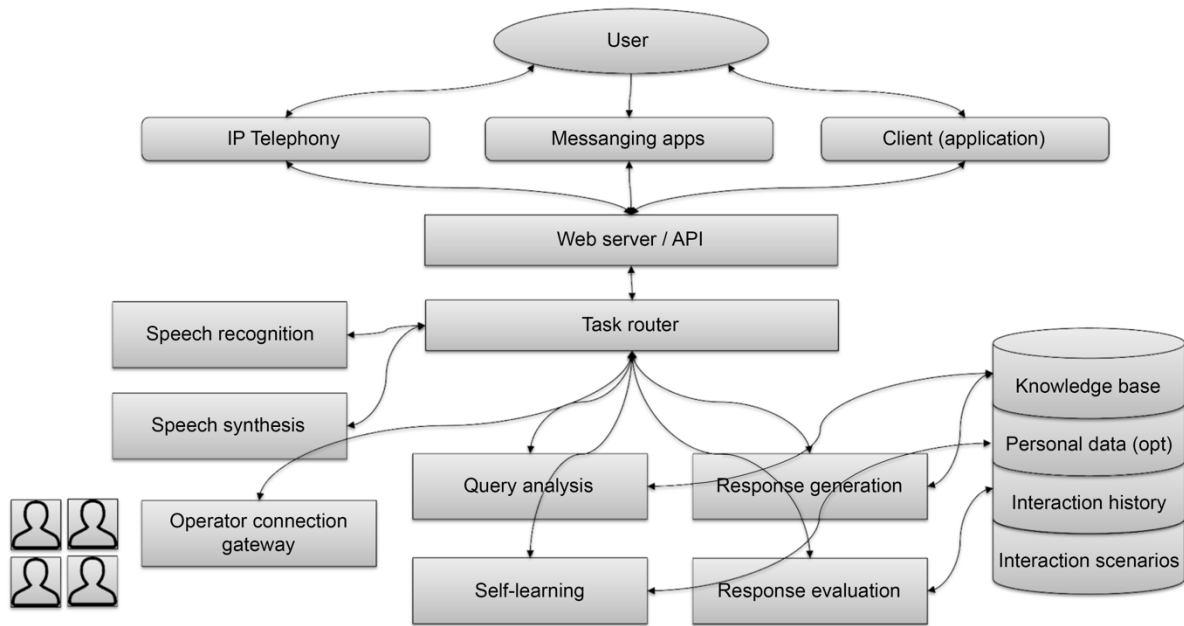 User
IP Telephony
Messanging apps
Client (application)
Web server / API
Task router
Speech recognition
Speech synthesis
Operator connection
gateway
Query analysis
Response generation
Self-learning
Response evaluation
Knowledge base
Personal data (opt)
Interaction history
Interaction scenarios